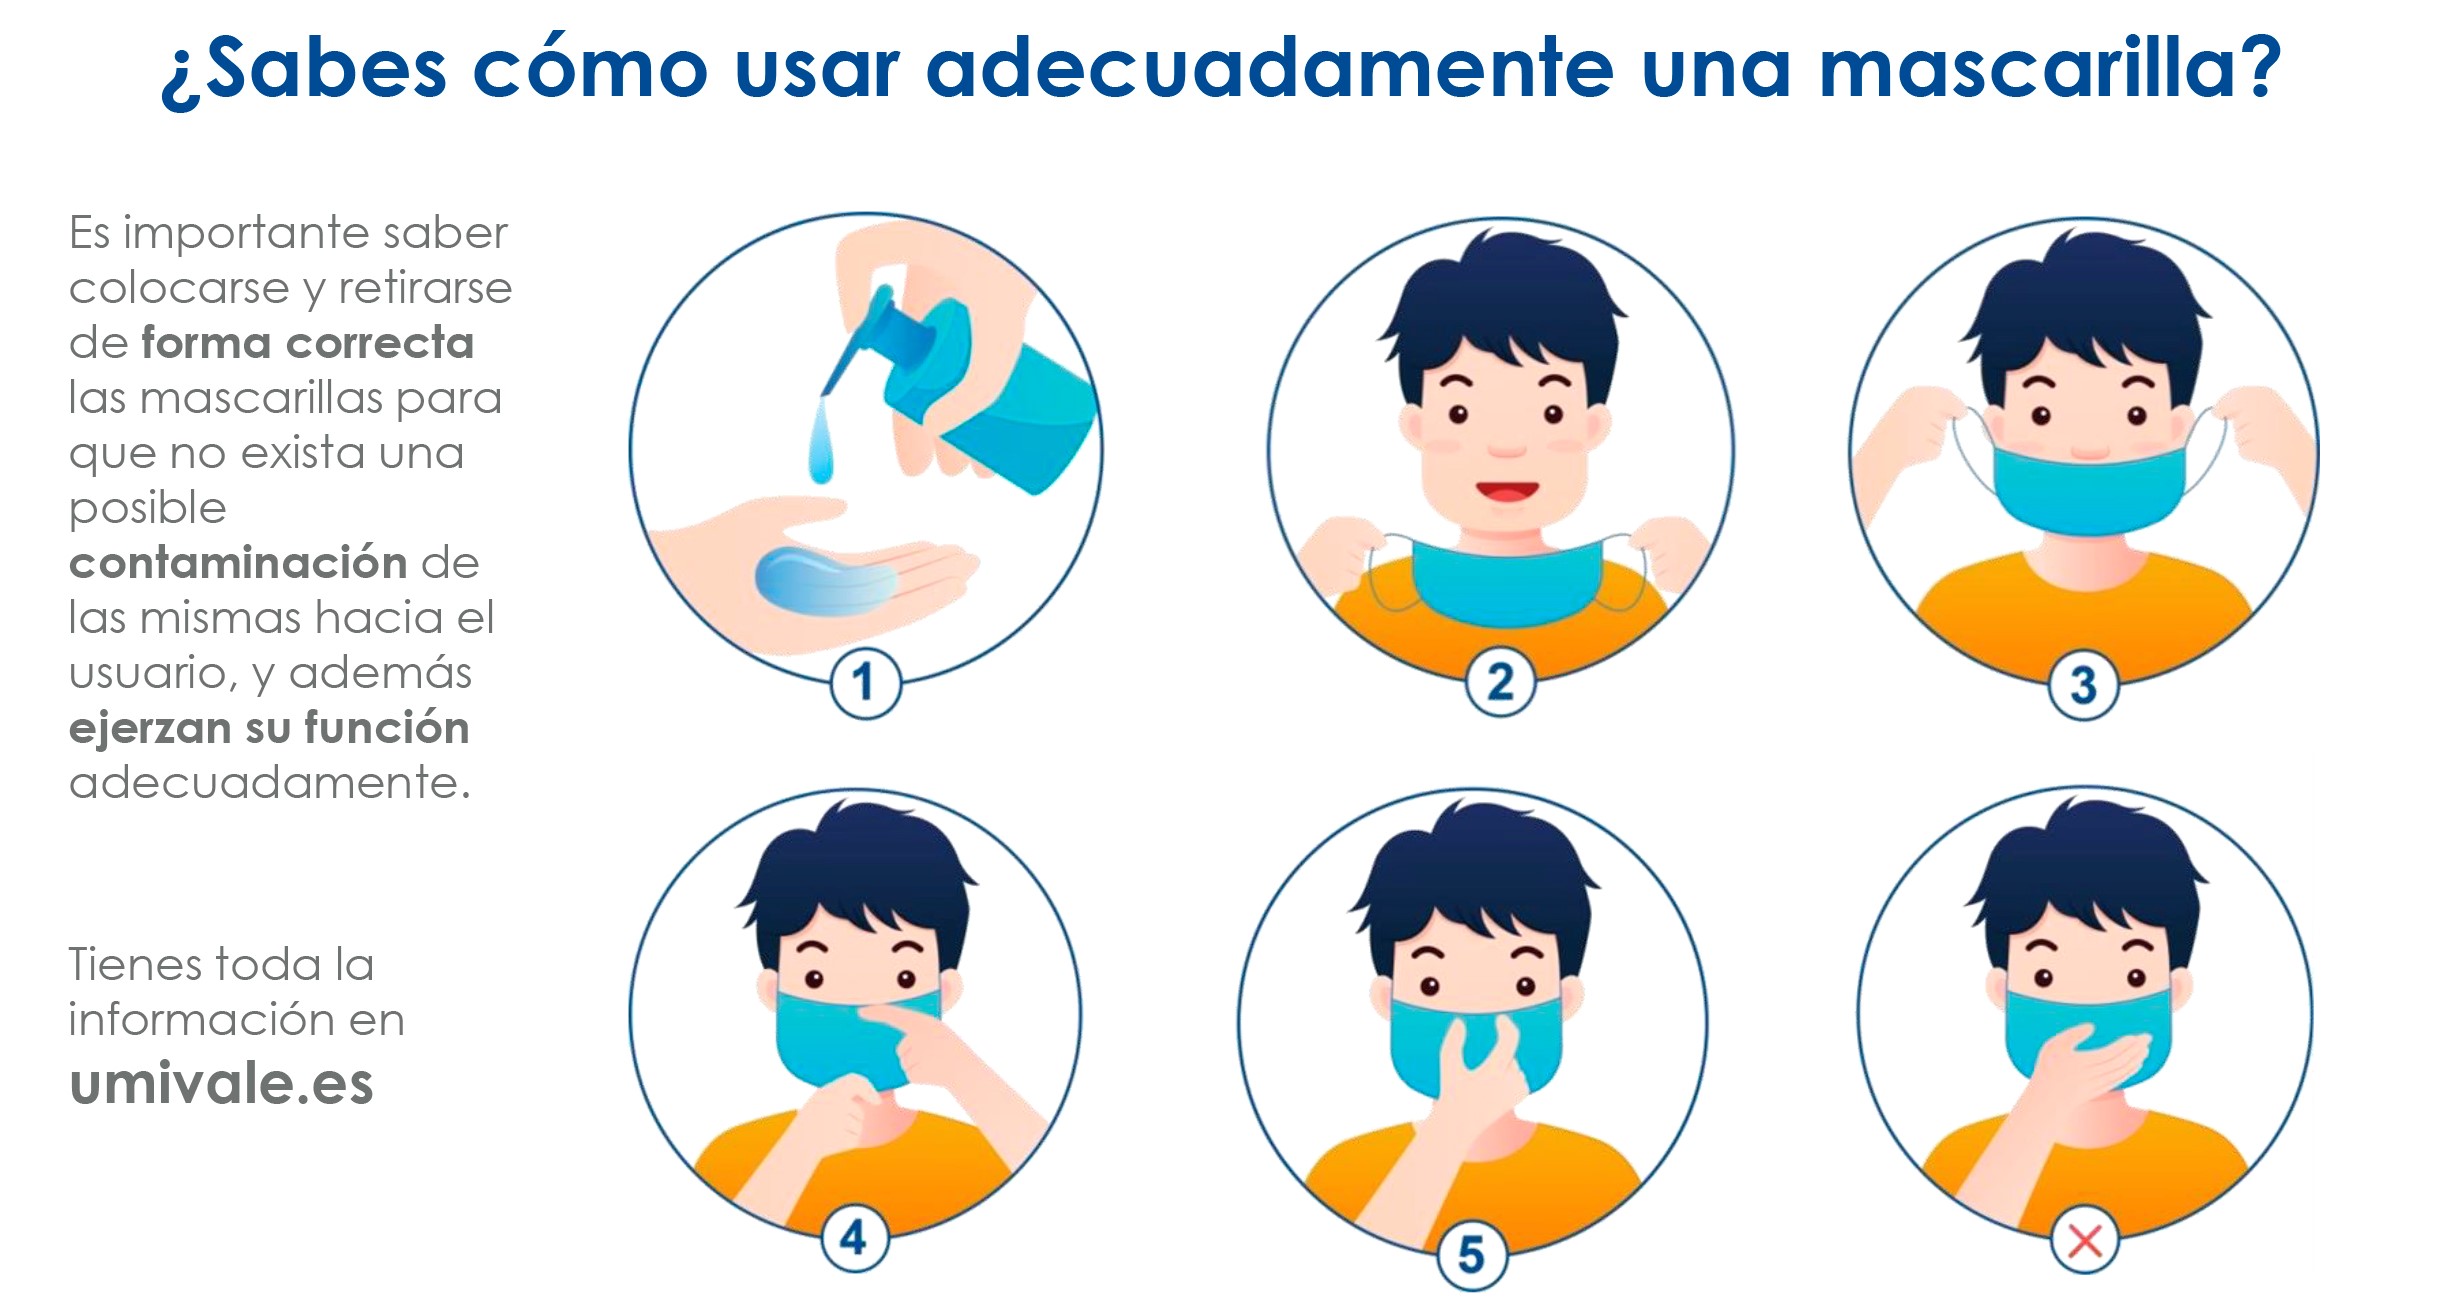 ¿Sabes cómo usar adecuadamente una mascarilla?
Es importante saber
colocarse y retirarse
de forma correcta
las mascarillas para
que no exista una
posible
contaminación de
las mismas hacia el
usuario, y además
ejerzan su función
adecuadamente.
Tienes toda la
información en
umivale.es
1
2
3
4
5